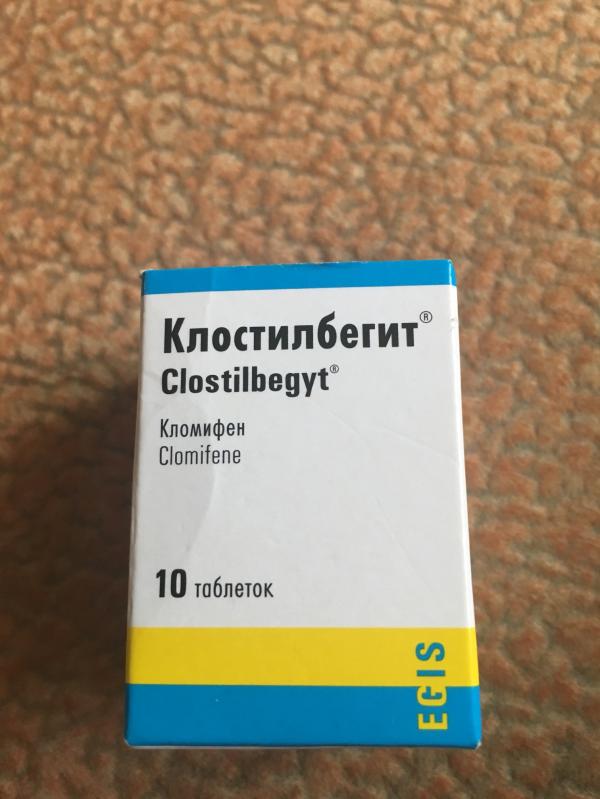 Клостилбегит®
Clostilbegyt®
Кломифен
Clomifene
10 таблеток
EGIS